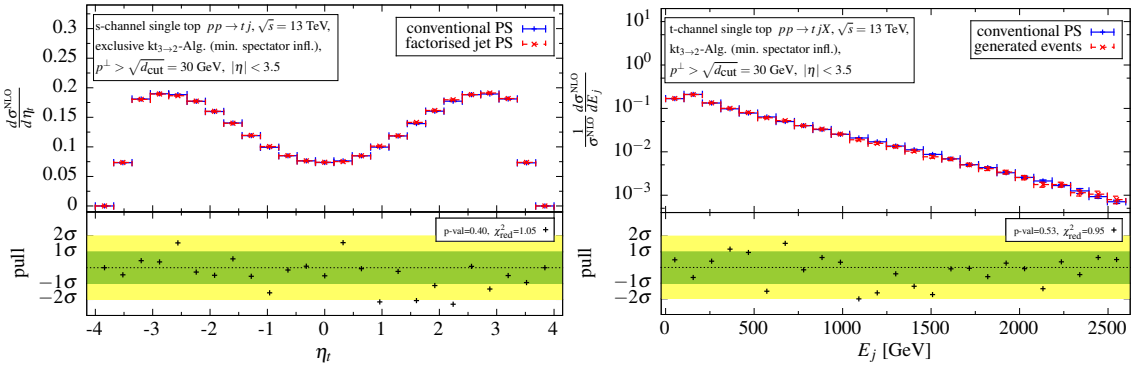 s-channel single top pp → tj, √s = 13 TeV,
exclusive kt3→2-Alg. (min. spectator infl.),
p⊥ > √dcut = 30 GeV, |η| < 3.5
conventional PS
factorised jet PS
dσNLO
dηt
0.3
0.25
0.2
0.15
0.1
0.05
0
pull
2σ
1σ
−1σ
−2σ
p-val=0.40, χ²red=1.05
-4 -3 -2 -1 0 1 2 3 4
ηt
t-channel single top pp → tjX, √s = 13 TeV,
exclusive kt3→2-Alg. (min. spectator infl.),
p⊥ > √dcut = 30 GeV, |η| < 3.5
conventional PS
generated events
1 dσNLO
σNLO dEj
10¹
10⁰
10⁻¹
10⁻²
10⁻³
pull
2σ
1σ
−1σ
−2σ
p-val=0.53, χ²red=0.95
0 500 1000 1500 2000 2500
Ej [GeV]